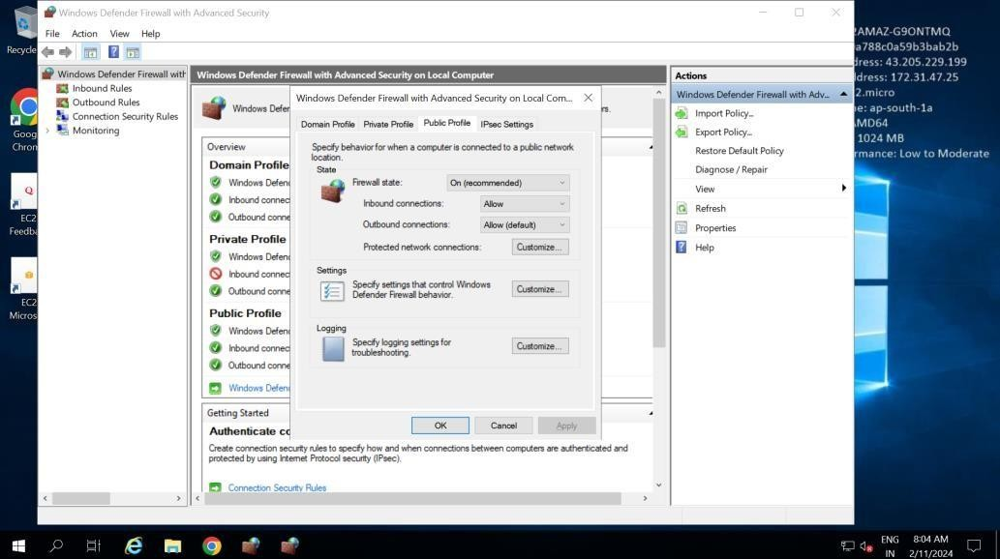 Windows Defender Firewall with Advanced Security
File Action View Help
Windows Defender Firewall with
Inbound Rules
Outbound Rules
Connection Security Rules
Monitoring
Windows Defender Firewall with Advanced Security on Local Computer
Windows Defer
rs.
Overview
Domain Profile
Windows Defend
Inbound connec
Outbound conne
Private Profile
Windows Defend
Inbound connec
Outbound conne
Public Profile
Windows Defend
Inbound connec
Outbound conne
Windows Defend
Getting Started
Authenticate cc
Create connection security rules to specify how and when connections between computers are authenticated and
protected by using Internet Protocol security (IPsec).
Connection Security Rules
Windows Defender Firewall with Advanced Security on Local Com...
Domain Profile Private Profile Public Profile IPsec Settings
Specify behavior for when a computer is connected to a public network
location.
State
Firewall state: On (recommended)
Inbound connections: Allow
Outbound connections: Allow (default)
Protected network connections: Customize...
Settings
Specify settings that control Windows
Defender Firewall behavior.
Customize...
Logging
Specify logging settings for
troubleshooting.
Customize...
OK Cancel Apply
Actions
Windows Defender Firewall with Adv...
Import Policy...
Export Policy...
Restore Default Policy
Diagnose / Repair
View
Refresh
Properties
Help
Recycle
Goog
Chron
EC2
Feedba
EC2
Micros
2AMAZ-G9ONTMQ
a788c0a59b3bab2b
dress: 43.205.229.199
dress: 172.31.47.25
2.micro
ne: ap-south-1a
AMD64
1024 MB
rmance: Low to Moderate
ENG
IN
8:04 AM
2/11/2024